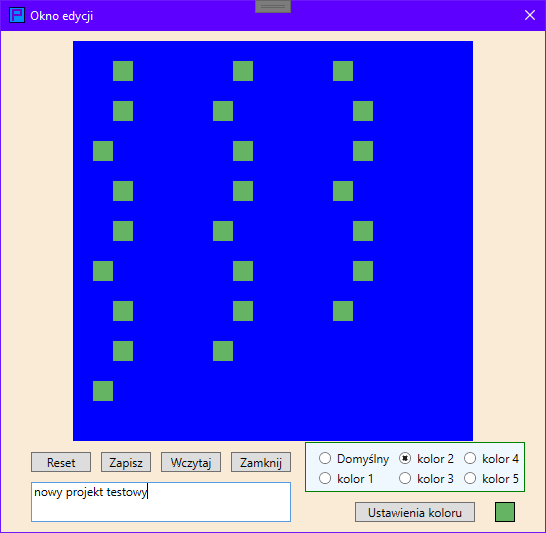 Okno edycji
Reset Zapisz Wczytaj Zamknij
nowy projekt testowy
Domyślny kolor 2 kolor 4
kolor 1 kolor 3 kolor 5
Ustawienia koloru